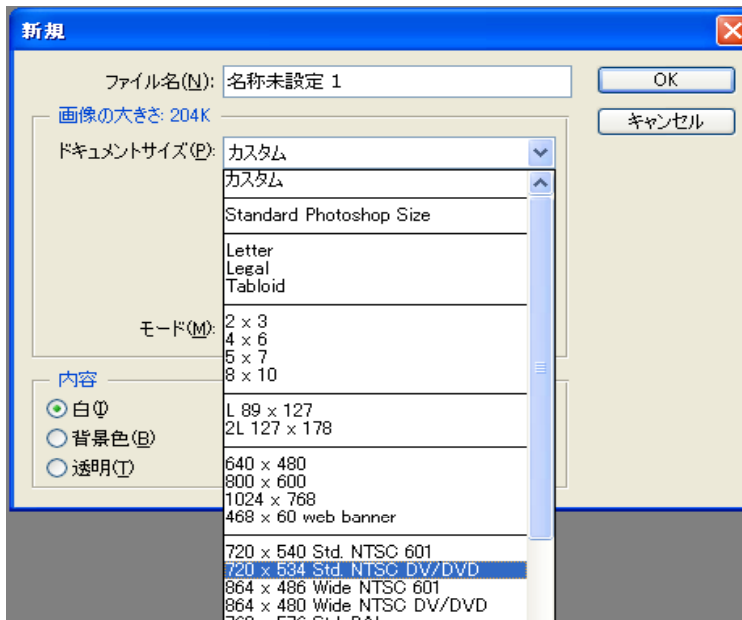 新規
ファイル名(N): 名称未設定 1
OK
画像の大きさ: 204K
キャンセル
ドキュメントサイズ(P): カスタム
カスタム
Standard Photoshop Size
Letter
Legal
Tabloid
モード(M):
2 x 3
4 x 6
5 x 7
8 x 10
内容
白(I)
背景色(B)
透明(T)
L 89 x 127
2L 127 x 178
640 x 480
800 x 600
1024 x 768
468 x 60 web banner
720 x 540 Std. NTSC 601
720 x 534 Std. NTSC DV/DVD
864 x 486 Wide NTSC 601
864 x 480 Wide NTSC DV/DVD